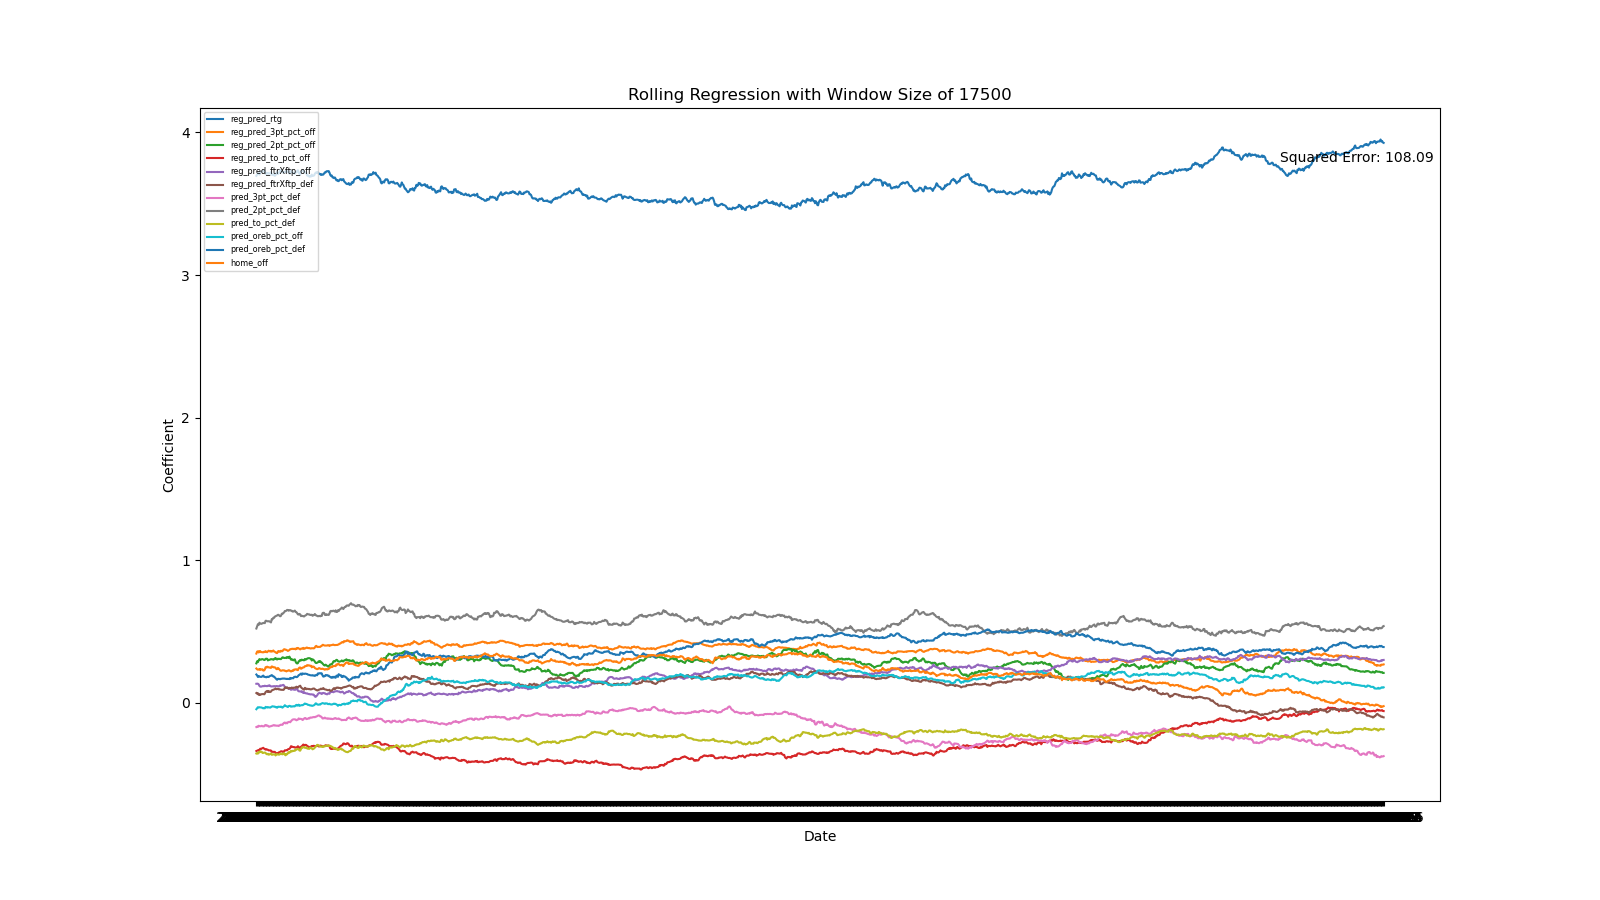 Rolling Regression with Window Size of 17500
4
3
2
1
0
Coefficient
reg_pred_rtg
reg_pred_3pt_pct_off
reg_pred_2pt_pct_off
reg_pred_to_pct_off
reg_pred_ftrXftp_off
reg_pred_ftrXftp_def
pred_3pt_pct_def
pred_2pt_pct_def
pred_to_pct_def
pred_oreb_pct_off
pred_oreb_pct_def
home_off
Squared Error: 108.09
Date